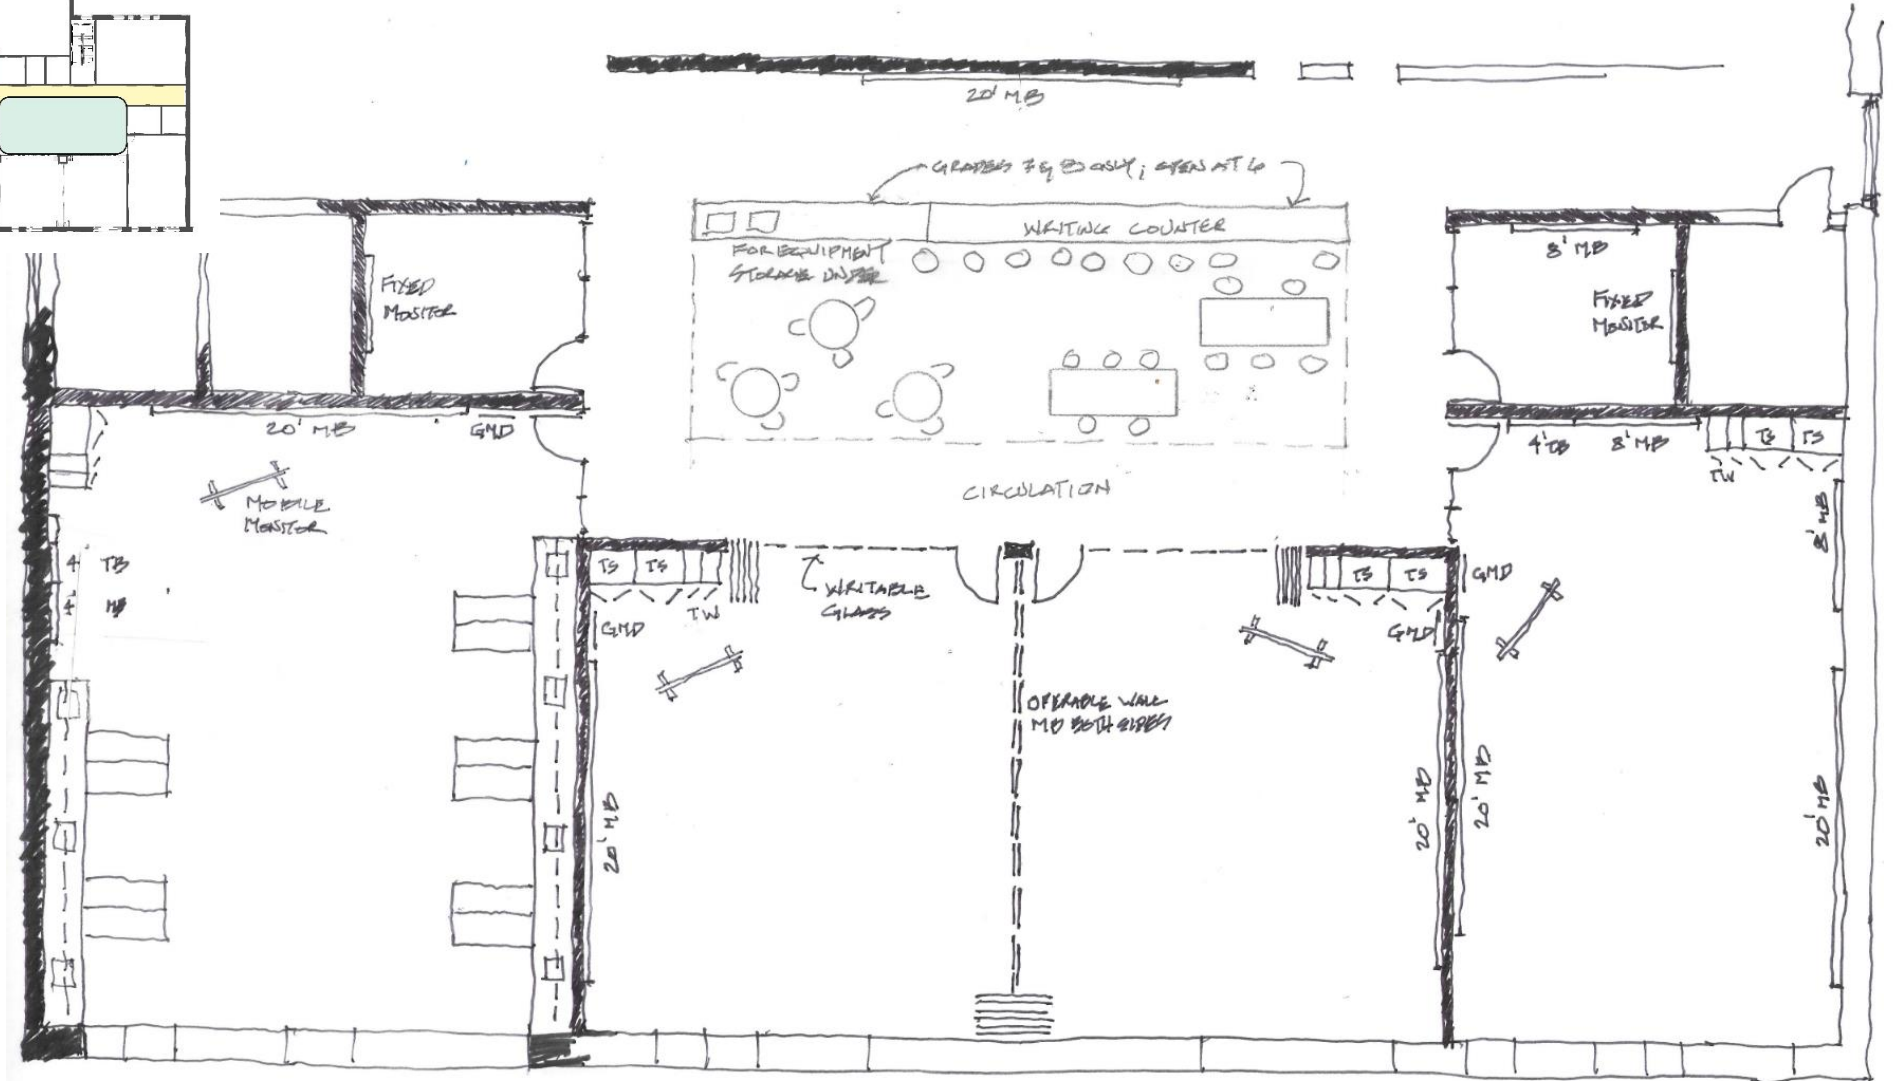 20' MB
GRADES 7 & 8 ONLY; OPEN AT 6
WRITING COUNTER
FOR EQUIPMENT
STORAGE UNDER
8' MB
FIXED
MONITOR
FIXED
MONITOR
20' MB
GMD
4' TB
8' MB
TS
TS
TW
MOBILE
MONITOR
CIRCULATION
8' MB
4' TB
4' MB
TS
TS
TW
GMD
WRITABLE
GLASS
TS
TS
GMD
GMD
OPERABLE WALL
MB BOTH SIDES
20' MB
20' MB
20' MB
20' MB